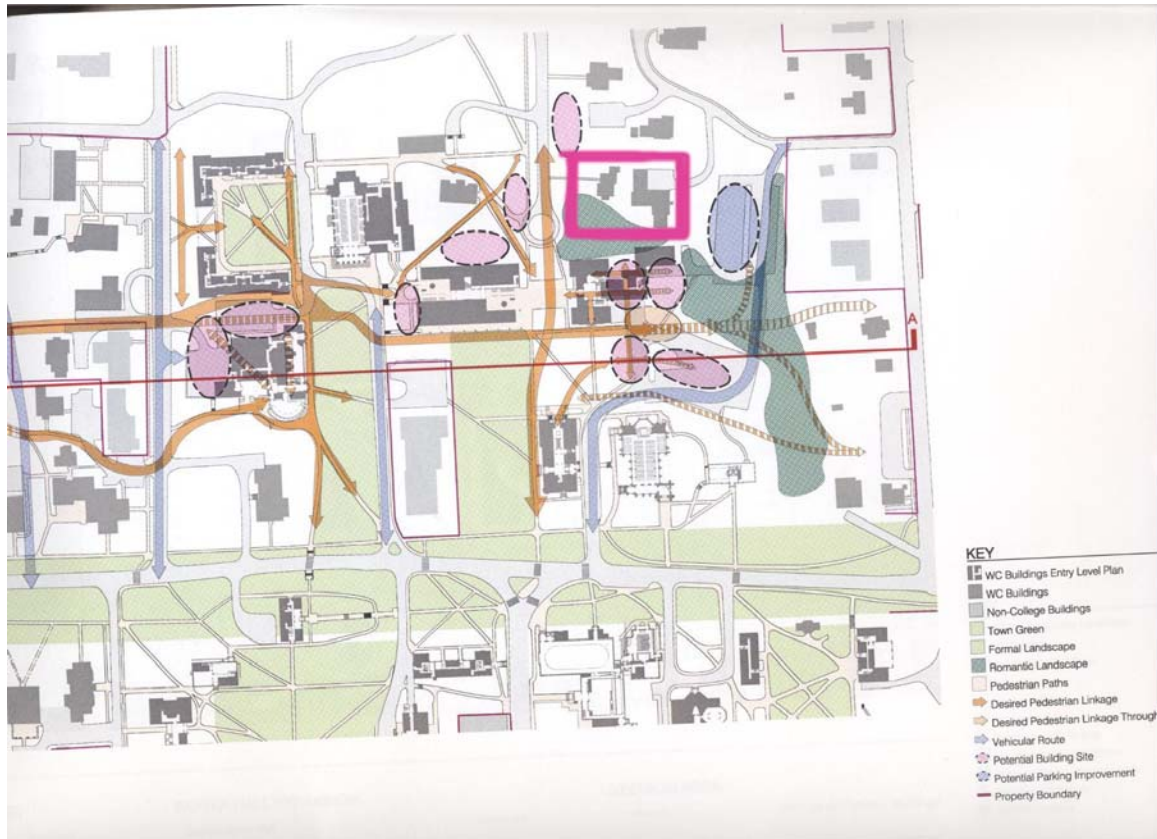 A
KEY
WC Buildings Entry Level Plan
WC Buildings
Non-College Buildings
Town Green
Formal Landscape
Romantic Landscape
Pedestrian Paths
Desired Pedestrian Linkage
Desired Pedestrian Linkage Through
Vehicular Route
Potential Building Site
Potential Parking Improvement
Property Boundary